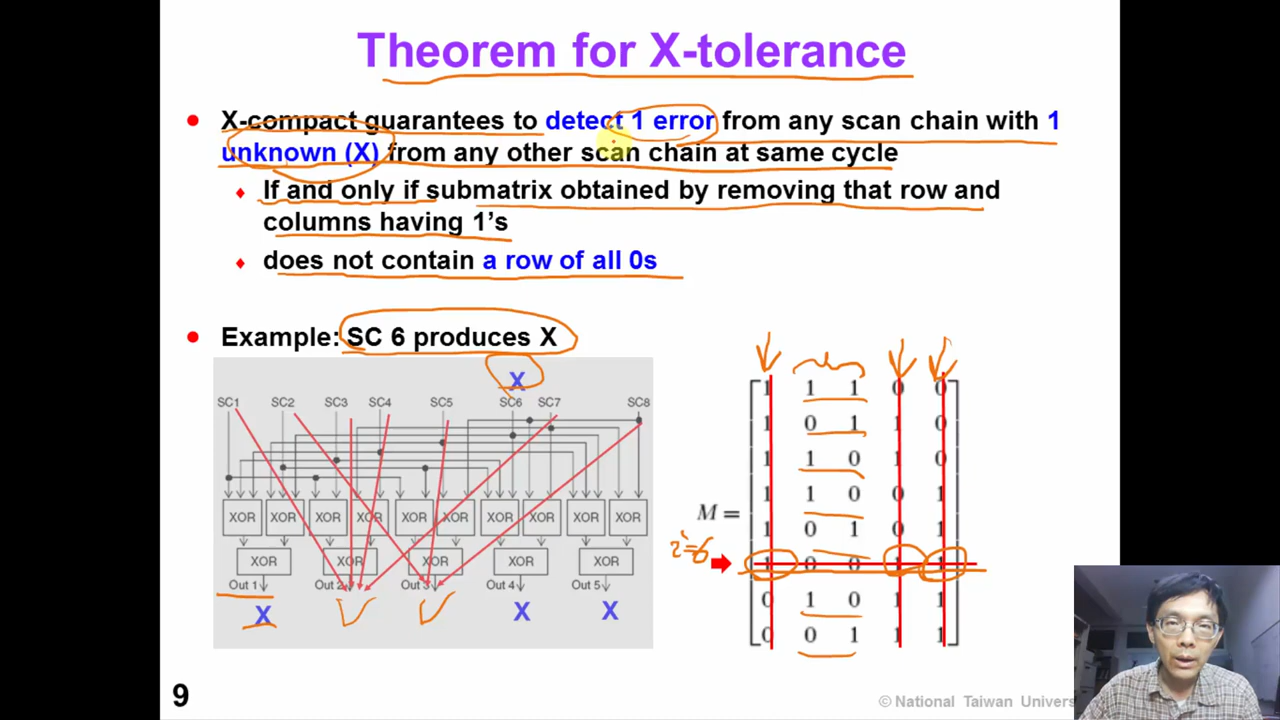 Theorem for X-tolerance
X-compact guarantees to detect 1 error from any scan chain with 1
unknown (X) from any other scan chain at same cycle
If and only if submatrix obtained by removing that row and
columns having 1's
does not contain a row of all 0s
Example: SC 6 produces X
X
SC1 SC2 SC3 SC4 SC5 SC6 SC7 SC8
XOR XOR XOR XOR XOR XOR XOR XOR XOR XOR
XOR XOR XOR XOR XOR
Out 1 Out 2 Out 3 Out 4 Out 5
X X X
1 1 1 0 0
1 0 1 1 0
1 1 0 1 0
1 1 0 0 1
M =
1 0 1 0 1
1 0 0 1 1
0 1 0 1 1
0 0 1 1 1
9
© National Taiwan Univers